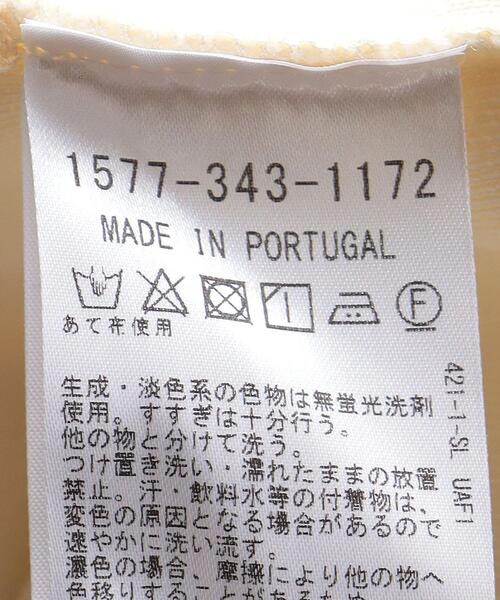 1577-343-1172
MADE IN PORTUGAL
F
あて布使用
生成・淡色系の色物は無蛍光洗剤
使用。すすぎは十分行う。
他の物と分けて洗う。
つけ置き洗い・濡れたままの放置
禁止。汗・飲料水等の付着物は、
変色の原因となる場合があるので
速やかに洗い流す。
濃色の場合、摩擦により他の物へ
421-1-SL UAF1